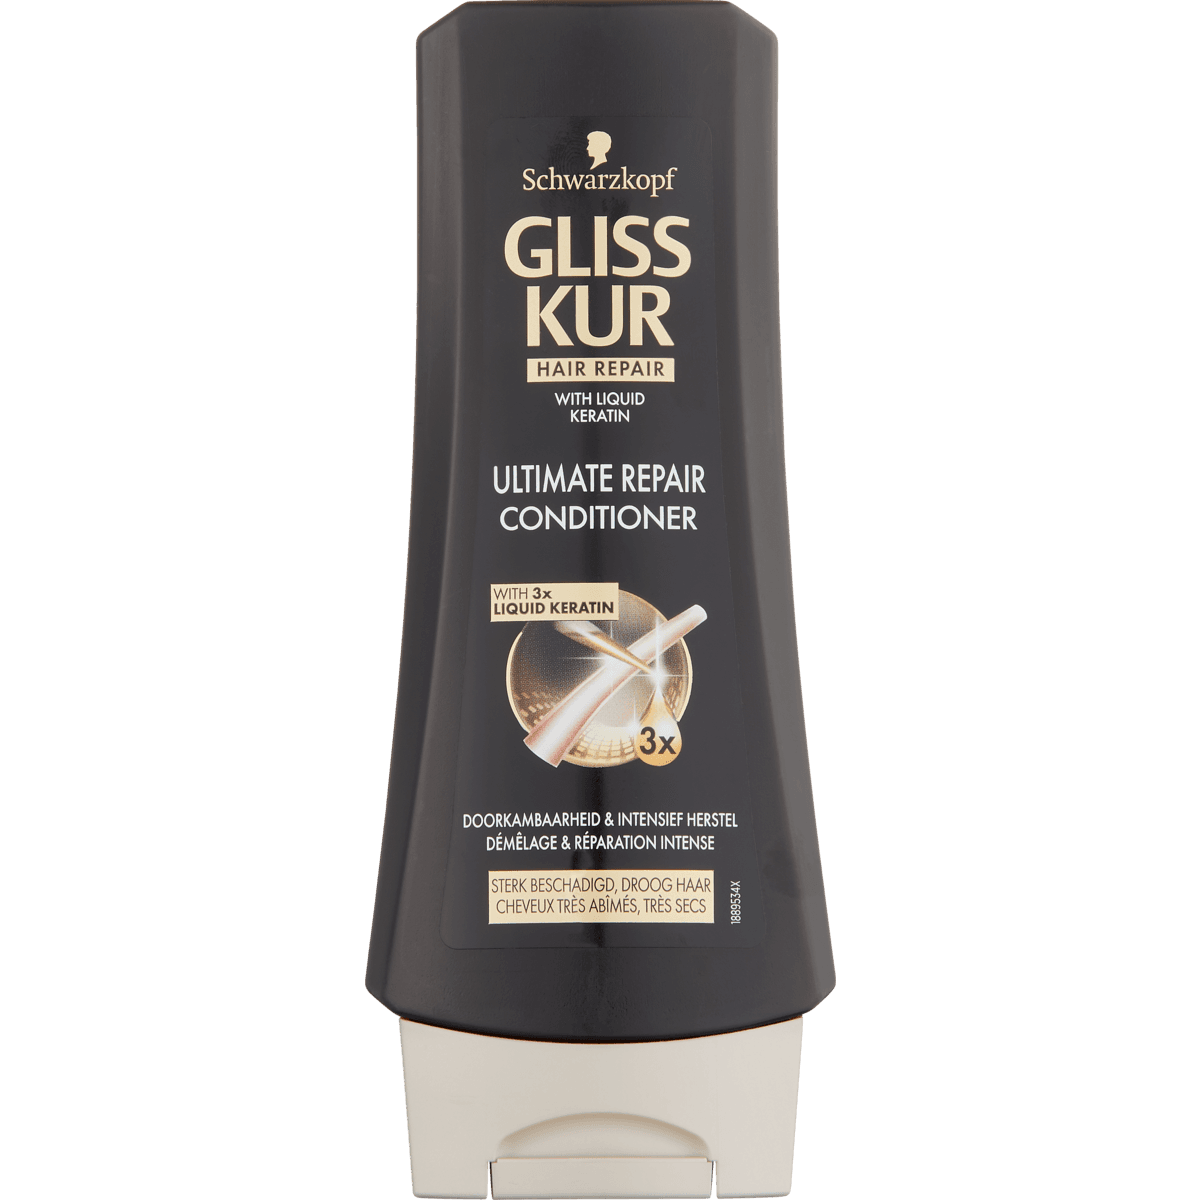 Schwarzkopf
GLISS
KUR
HAIR REPAIR
WITH LIQUID
KERATIN
ULTIMATE REPAIR
CONDITIONER
WITH 3x
LIQUID KERATIN
3x
DOORKAMBAARHEID & INTENSIEF HERSTEL
DÉMÊLAGE & RÉPARATION INTENSE
STERK BESCHADIGD, DROOG HAAR
CHEVEUX TRÈS ABÎMÉS, TRÈS SECS
1889534X